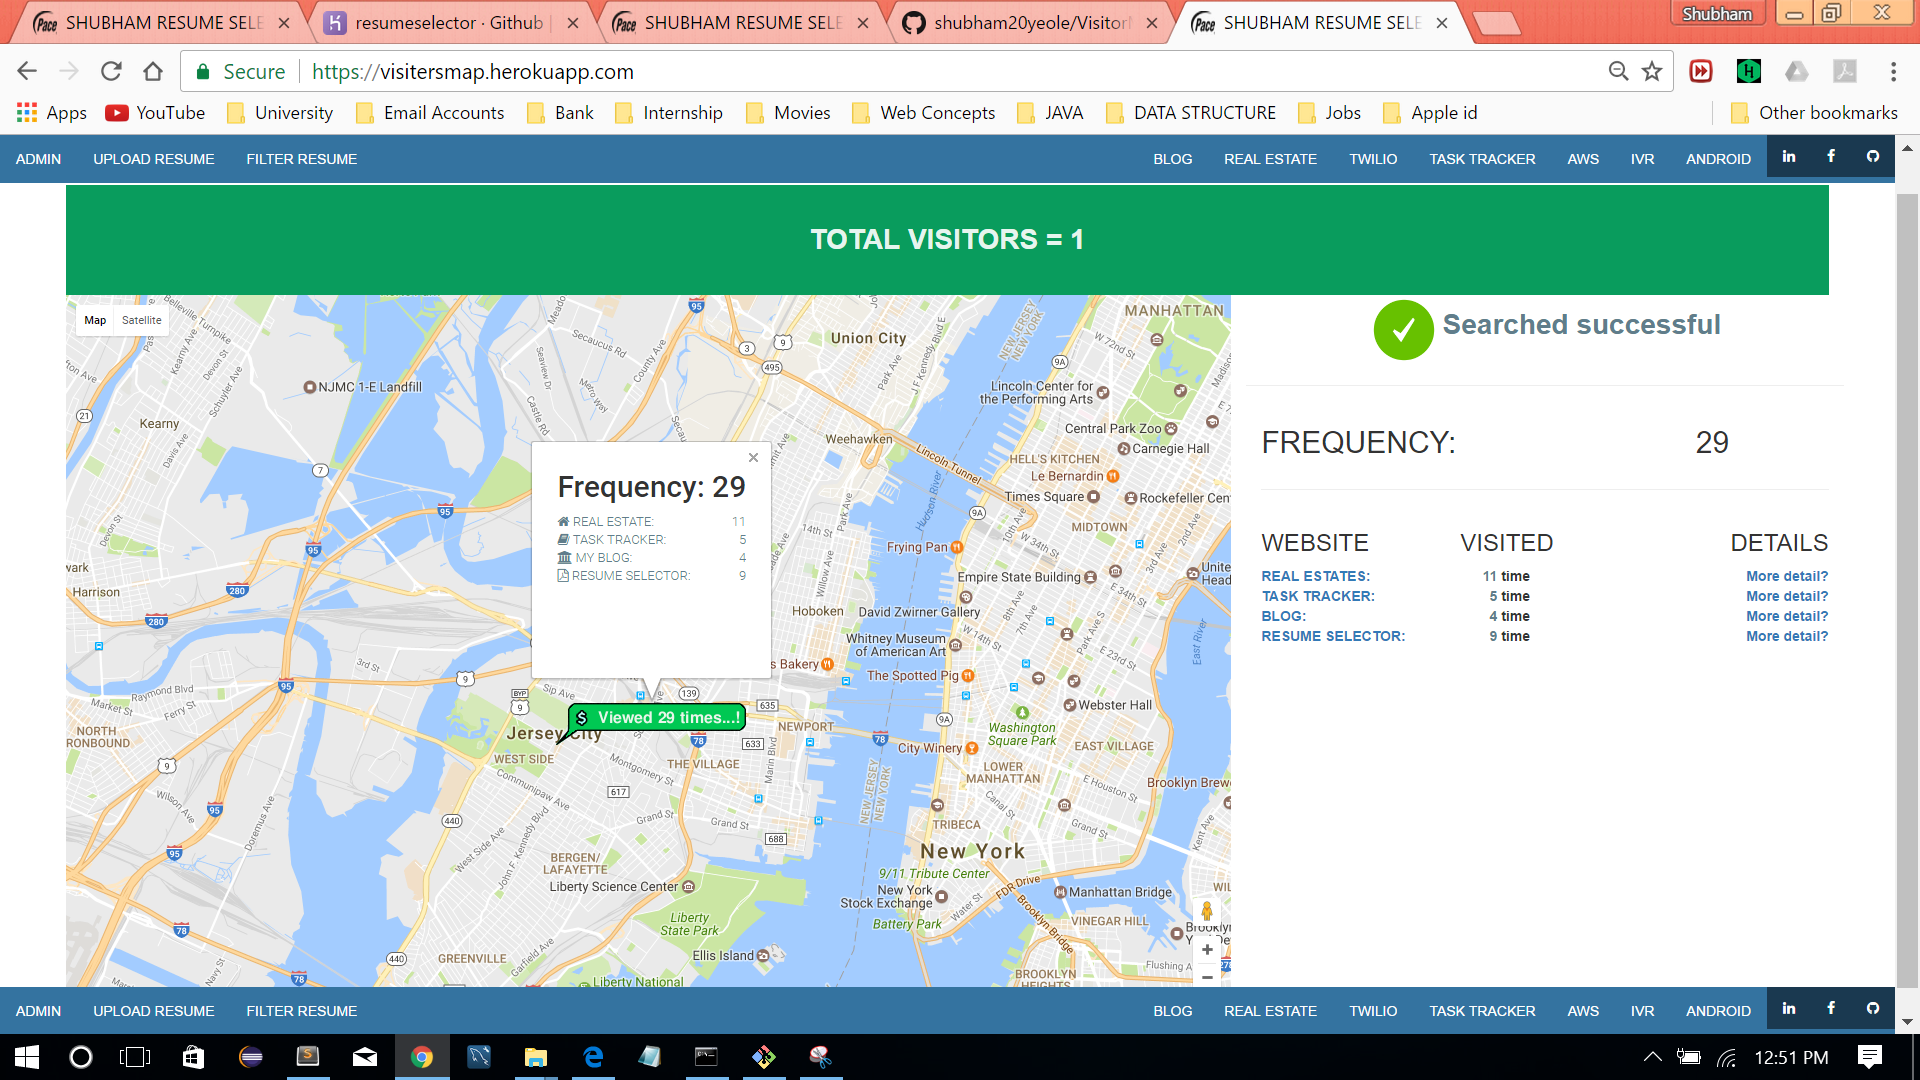 SHUBHAM RESUME SELE
resumeselector · Github
SHUBHAM RESUME SELE
shubham20yeole/Visitor
SHUBHAM RESUME SELE
Shubham
Secure
https://visitersmap.herokuapp.com
Apps
YouTube
University
Email Accounts
Bank
Internship
Movies
Web Concepts
JAVA
DATA STRUCTURE
Jobs
Apple id
Other bookmarks
ADMIN
UPLOAD RESUME
FILTER RESUME
BLOG
REAL ESTATE
TWILIO
TASK TRACKER
AWS
IVR
ANDROID
TOTAL VISITORS = 1
Map
Satellite
Searched successful
FREQUENCY: 29
WEBSITE VISITED DETAILS
REAL ESTATES: 11 time More detail?
TASK TRACKER: 5 time More detail?
BLOG: 4 time More detail?
RESUME SELECTOR: 9 time More detail?
Frequency: 29
REAL ESTATE: 11
TASK TRACKER: 5
MY BLOG: 4
RESUME SELECTOR: 9
Viewed 29 times...!
MANHATTAN
Union City
NJMC 1-E Landfill
Kearny
Harrison
Weehawken
Lincoln Center for
the Performing Arts
Central Park Zoo
Carnegie Hall
HELL'S KITCHEN
Le Bernardin
Times Square
Rockefeller Cen
MIDTOWN
Lincoln Tunnel
Hudson River
Frying Pan
Empire State Building
Hoboken
David Zwirner Gallery
Whitney Museum
of American Art
s Bakery
The Spotted Pig
Webster Hall
Washington
Square Park
EAST VILLAGE
City Winery
LOWER
MANHATTAN
Brooklyn Brew
East River
Jersey City
WEST SIDE
THE VILLAGE
NEWPORT
NORTH
IRONBOUND
TRIBECA
New York
9/11 Tribute Center
New York
Stock Exchange
Battery Park
FDR Drive
Manhattan Bridge
Brooklyn Bridge
VINEGAR HILL
BERGEN/
LAFAYETTE
Liberty Science Center
Liberty
State Park
Ellis Island
GREENVILLE
Liberty National
BROOKLYN
HEIGHTS
ADMIN
UPLOAD RESUME
FILTER RESUME
BLOG
REAL ESTATE
TWILIO
TASK TRACKER
AWS
IVR
ANDROID
12:51 PM